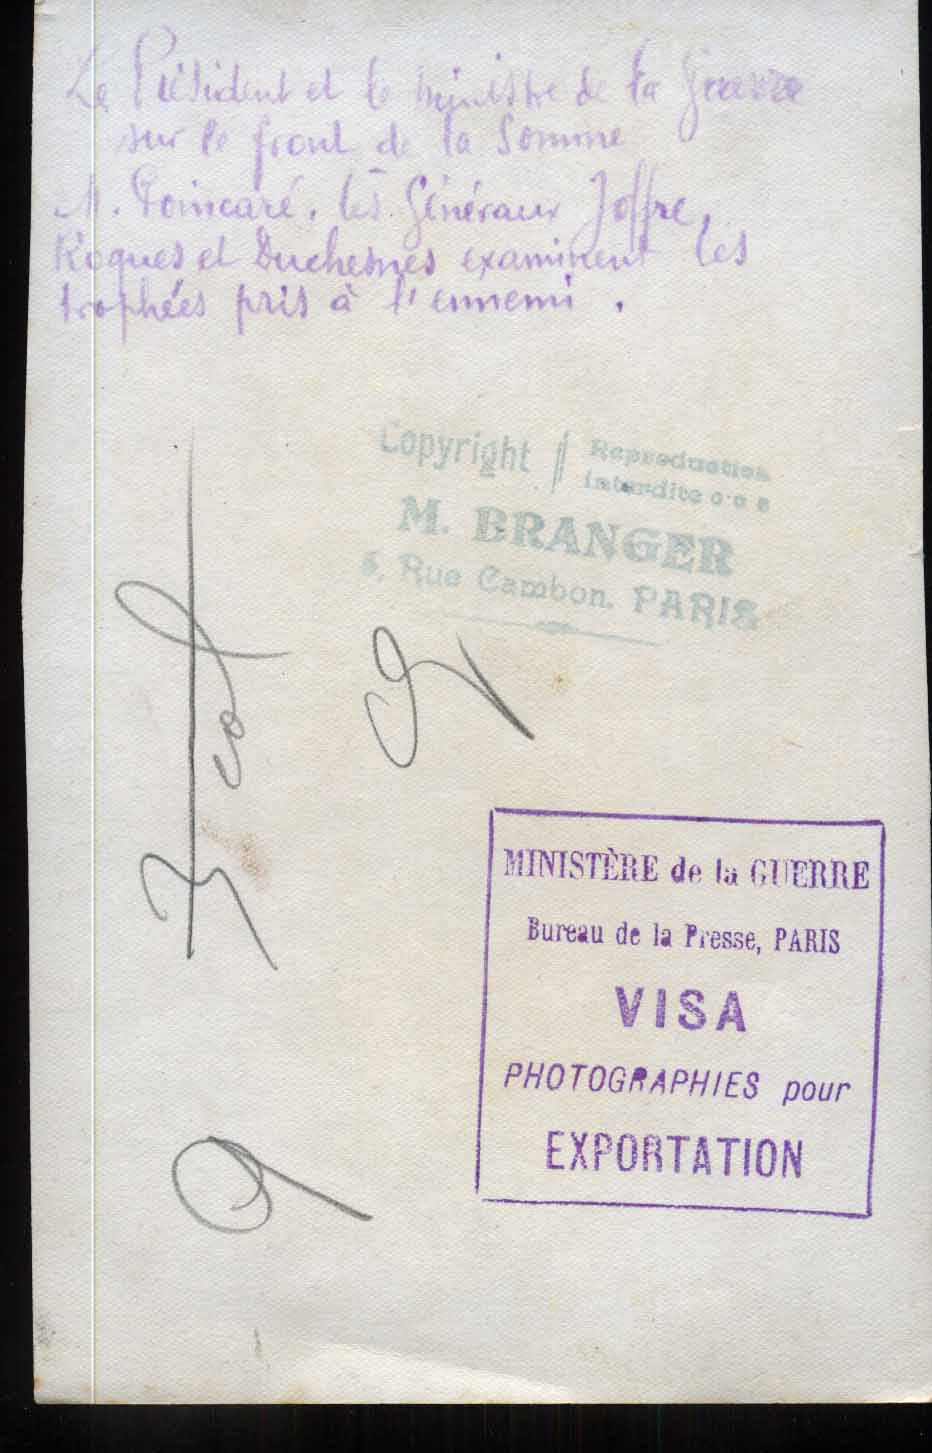 Le Président et le ministre de la Guerre
sur le front de la Somme
M. Poincaré, les Généraux Joffre,
Roques et Duchesnes examinent les
trophées pris à l'ennemi.
Copyright
Reproduction
interdite
M. BRANGER
5, Rue Cambon, PARIS
MINISTÈRE de la GUERRE
Bureau de la Presse, PARIS
VISA
PHOTOGRAPHIES pour
EXPORTATION